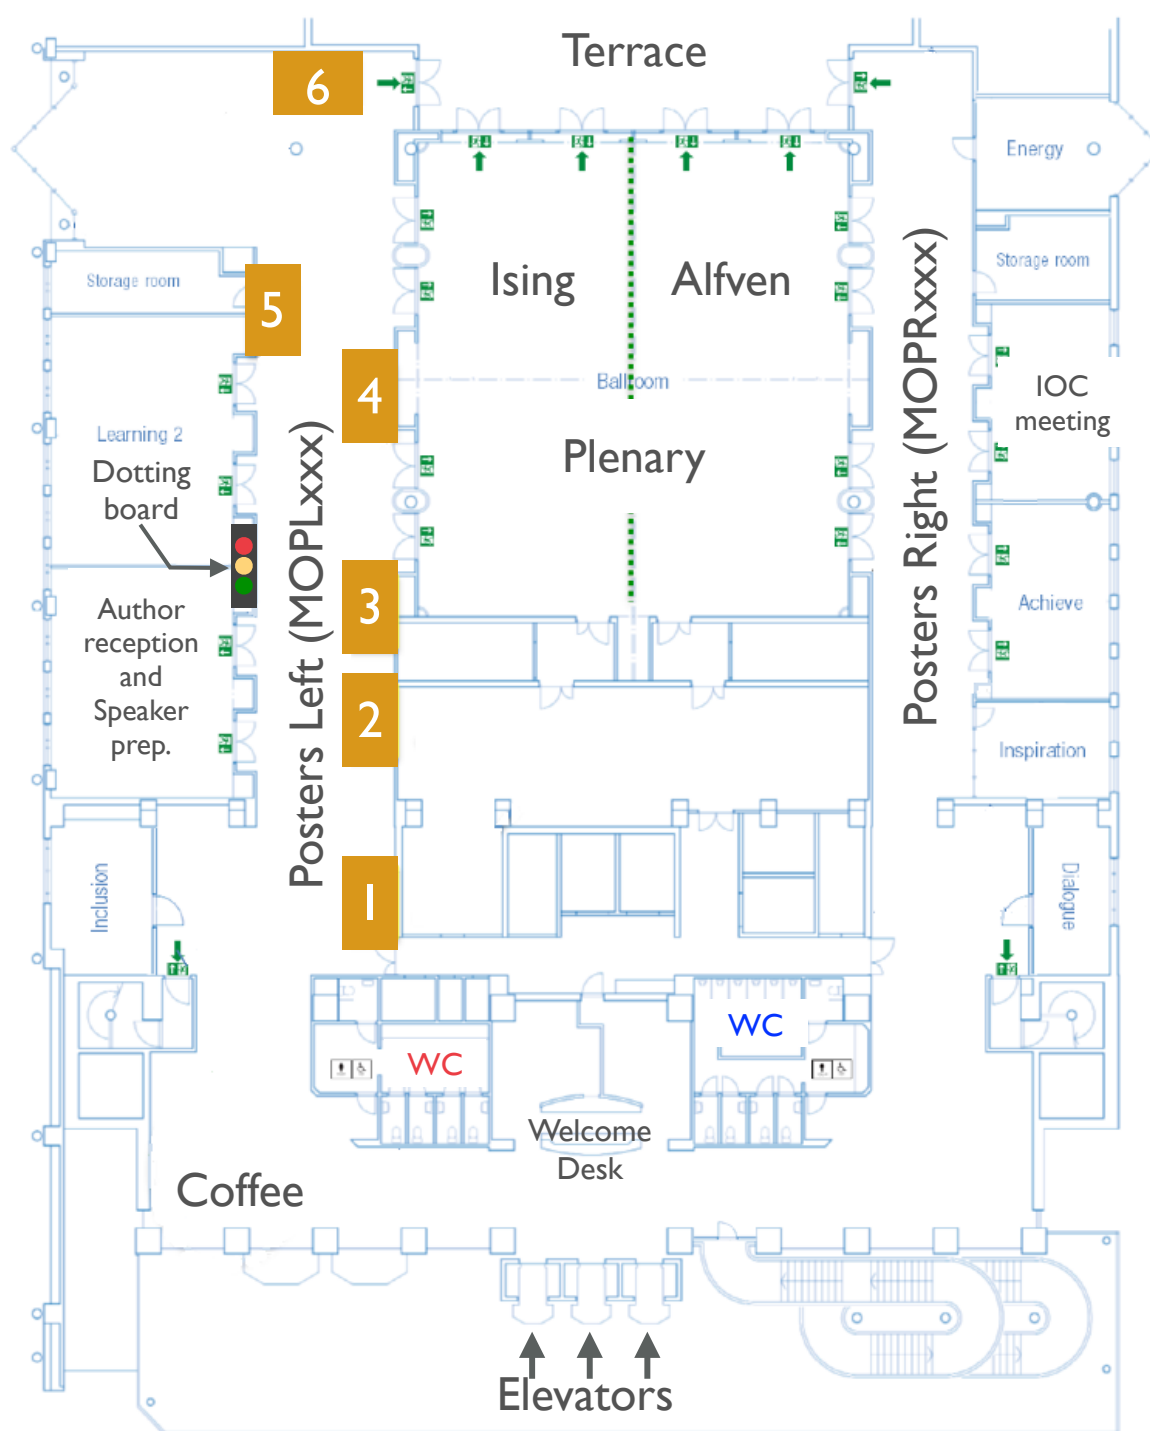 Terrace
6
Energy
Storage room
Storage room
5
Ising
Alfven
4
Ballroom
IOC
meeting
Learning 2
Dotting
board
Plenary
Posters Left (MOPLxxx)
Posters Right (MOPRxxx)
3
Author
reception
and
Speaker
prep.
Achieve
2
Inspiration
1
Inclusion
Dialogue
WC
WC
Welcome
Desk
Coffee
Elevators